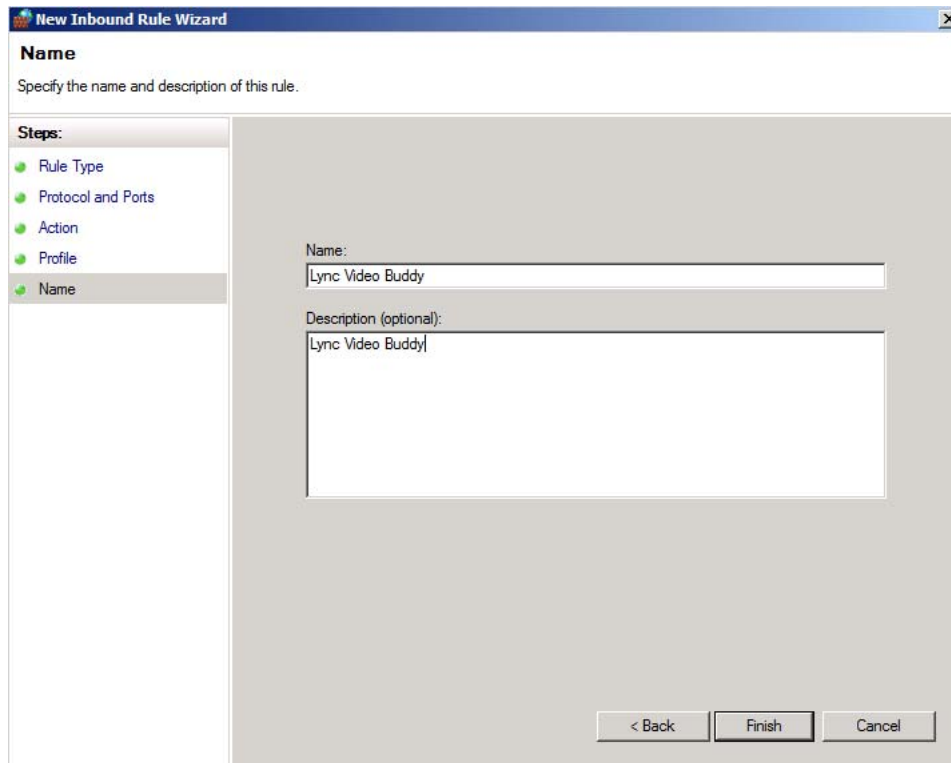 New Inbound Rule Wizard
Name
Specify the name and description of this rule.
Steps:
Rule Type
Protocol and Ports
Action
Profile
Name
Name:
Lync Video Buddy
Description (optional):
Lync Video Buddy
< Back
Finish
Cancel